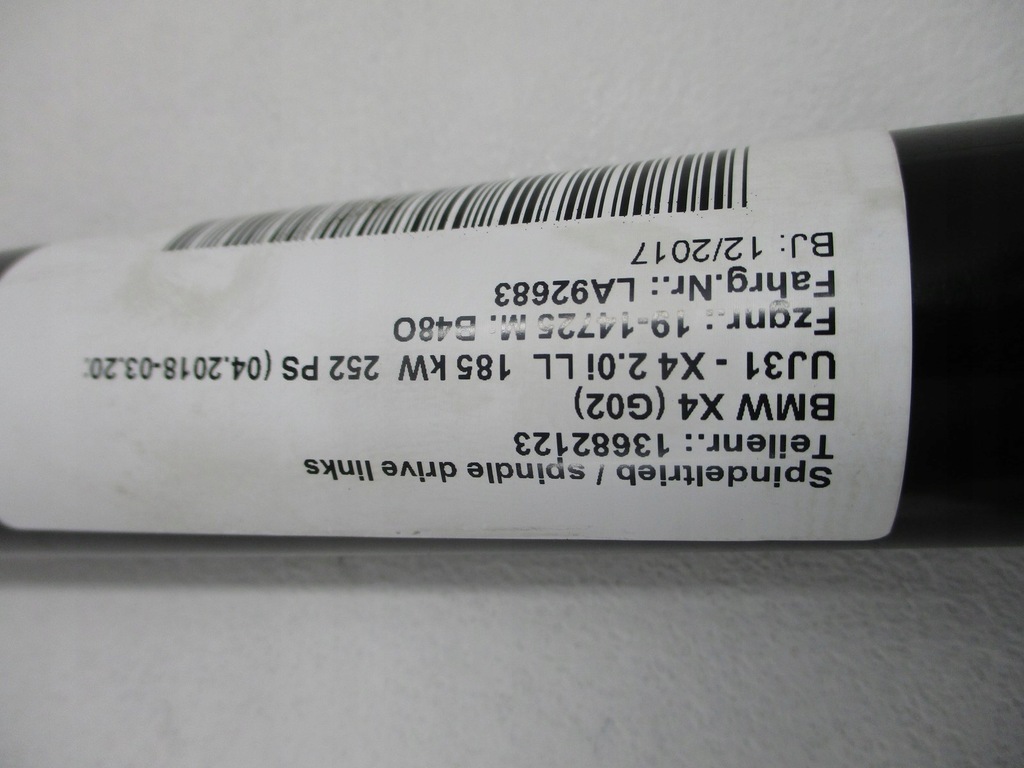 Spindeltrieb / spindle drive links
Teilenr.: 13682123
BMW X4 (G02)
UJ31 - X4 2.0i LL 185 kW 252 PS (04.2018-03.20
Fzgnr.: 19-14725 M: B48O
Fahrg.Nr.: LA92683
BJ: 12/2017